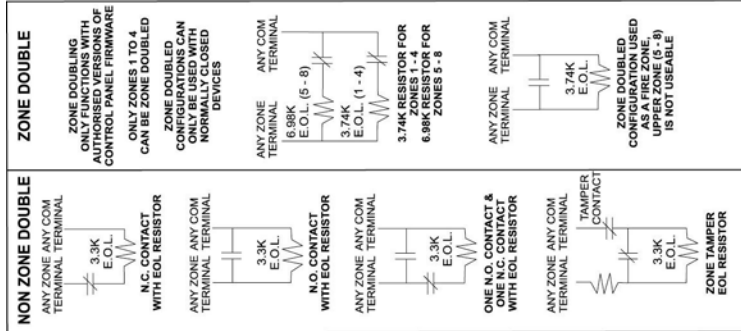 NON ZONE DOUBLE
ANY ZONE ANY COM
TERMINAL TERMINAL
3.3K
E.O.L.
N.C. CONTACT
WITH EOL RESISTOR
ANY ZONE ANY COM
TERMINAL TERMINAL
3.3K
E.O.L.
N.O. CONTACT
WITH EOL RESISTOR
ANY ZONE ANY COM
TERMINAL TERMINAL
3.3K
E.O.L.
ONE N.O. CONTACT &
ONE N.C. CONTACT
WITH EOL RESISTOR
ANY ZONE ANY COM
TERMINAL TERMINAL
TAMPER
CONTACT
3.3K
E.O.L.
ZONE TAMPER
EOL RESISTOR
ZONE DOUBLE
ZONE DOUBLING
ONLY FUNCTIONS WITH
AUTHORISED VERSIONS OF
CONTROL PANEL FIRMWARE
ONLY ZONES 1 TO 4
CAN BE ZONE DOUBLED
ZONE DOUBLED
CONFIGURATIONS CAN
ONLY BE USED WITH
NORMALLY CLOSED
DEVICES
ANY ZONE ANY COM
TERMINAL TERMINAL
6.98K
E.O.L. (5 - 8)
3.74K
E.O.L. (1 - 4)
3.74K RESISTOR FOR
ZONES 1 - 4
6.98K RESISTOR FOR
ZONES 5 - 8
ANY ZONE ANY COM
TERMINAL TERMINAL
3.74K
E.O.L.
ZONE DOUBLED
CONFIGURATION USED
AS A FIRE ZONE,
UPPER ZONE (5 - 8)
IS NOT USEABLE